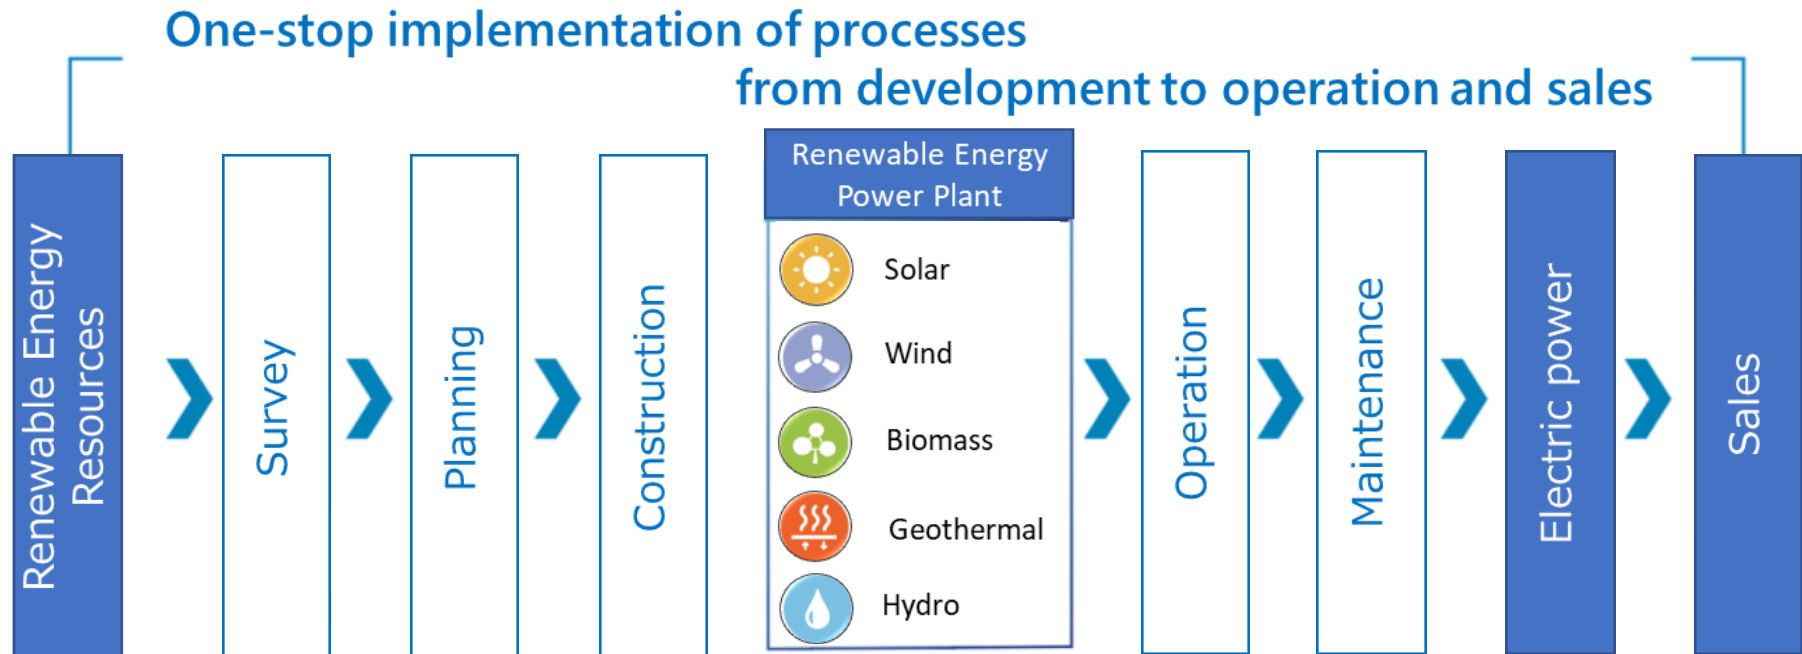 One-stop implementation of processes
from development to operation and sales
Renewable Energy
Resources
Survey
Planning
Construction
Renewable Energy
Power Plant
Solar
Wind
Biomass
Geothermal
Hydro
Operation
Maintenance
Electric power
Sales